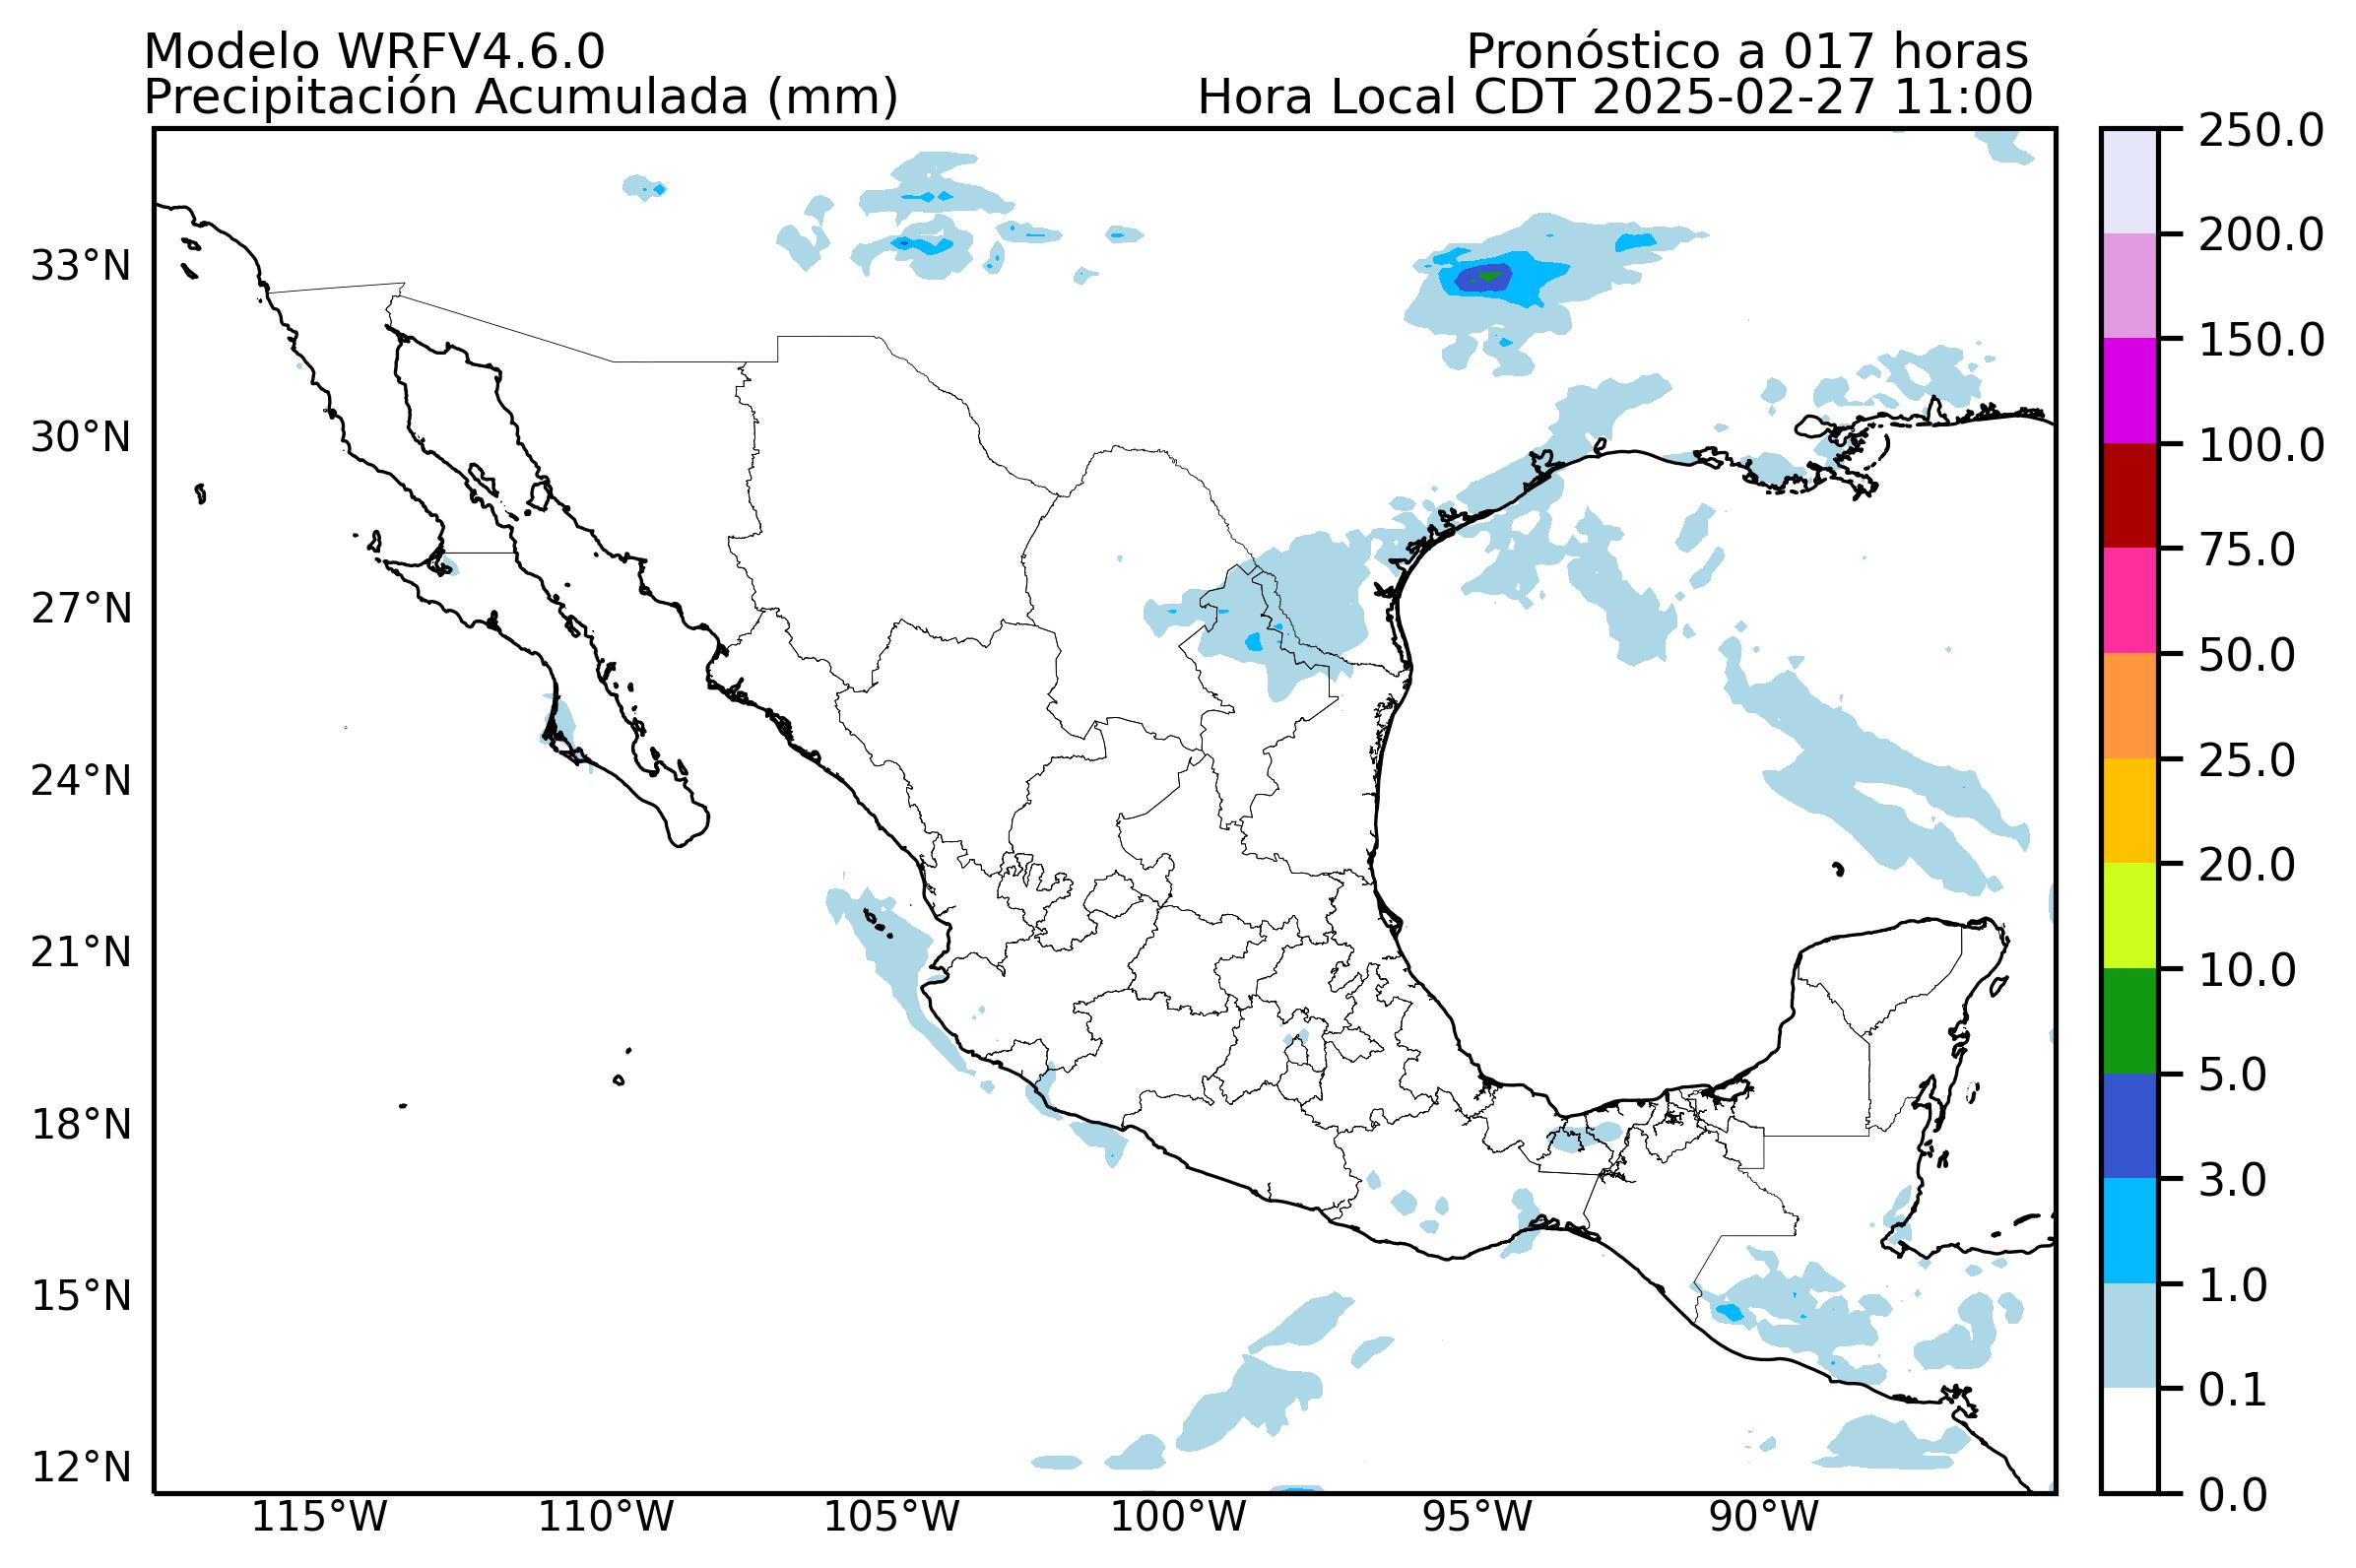 Modelo WRFV4.6.0
Pronóstico a 017 horas
Precipitación Acumulada (mm)
Hora Local CDT 2025-02-27 11:00
33°N
30°N
27°N
24°N
21°N
18°N
15°N
12°N
115°W
110°W
105°W
100°W
95°W
90°W
250.0
200.0
150.0
100.0
75.0
50.0
25.0
20.0
10.0
5.0
3.0
1.0
0.1
0.0